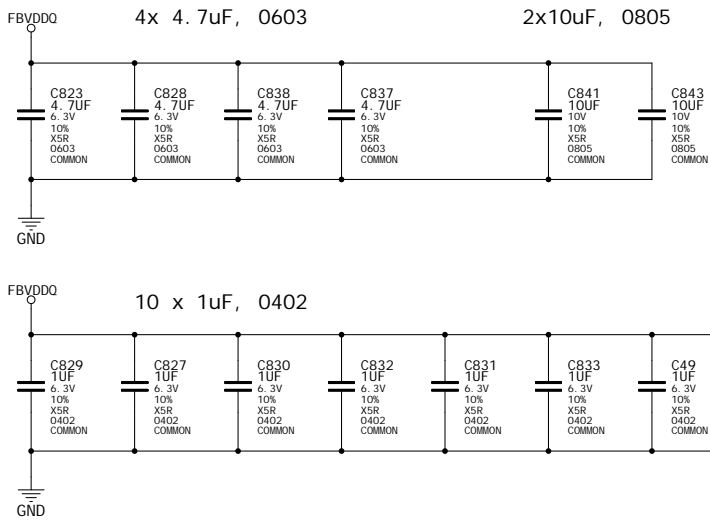 FBVDDQ
4x 4.7uF, 0603
2x10uF, 0805
C823
4.7UF
6.3V
10%
X5R
0603
COMMON
C828
4.7UF
6.3V
10%
X5R
0603
COMMON
C838
4.7UF
6.3V
10%
X5R
0603
COMMON
C837
4.7UF
6.3V
10%
X5R
0603
COMMON
C841
10UF
10V
10%
X5R
0805
COMMON
C843
10UF
10V
10%
X5R
0805
COMMON
GND
FBVDDQ
10 x 1uF, 0402
C829
1UF
6.3V
10%
X5R
0402
COMMON
C827
1UF
6.3V
10%
X5R
0402
COMMON
C830
1UF
6.3V
10%
X5R
0402
COMMON
C832
1UF
6.3V
10%
X5R
0402
COMMON
C831
1UF
6.3V
10%
X5R
0402
COMMON
C833
1UF
6.3V
10%
X5R
0402
COMMON
C49
1UF
6.3V
10%
X5R
0402
COMMON
GND